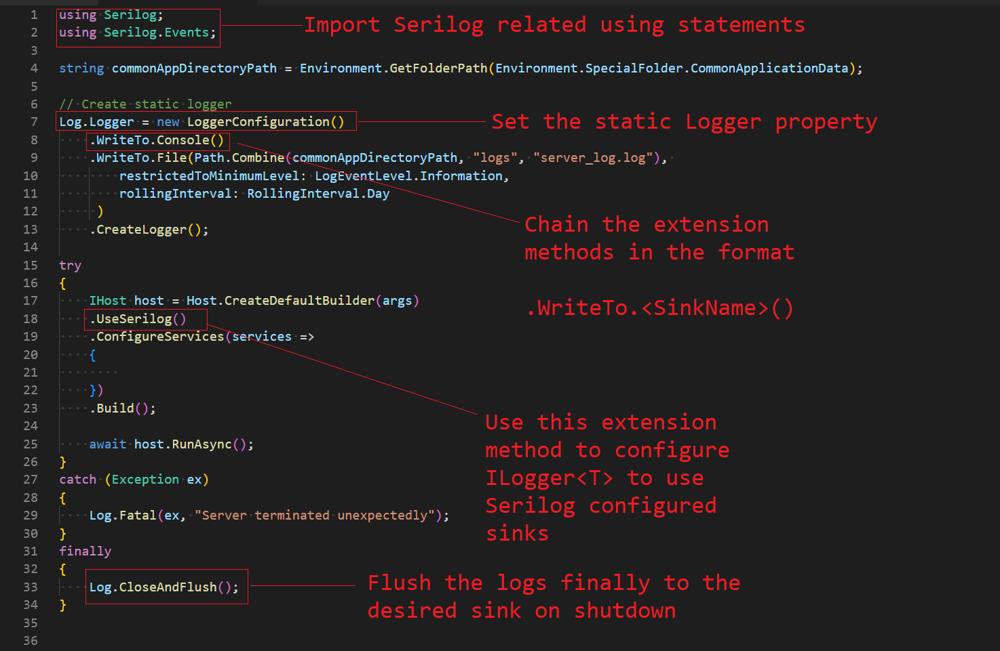 1 using Serilog;
2 using Serilog.Events;
Import Serilog related using statements
3
4 string commonAppDirectoryPath = Environment.GetFolderPath(Environment.SpecialFolder.CommonApplicationData);
5
6 // Create static logger
7 Log.Logger = new LoggerConfiguration()
Set the static Logger property
8 .WriteTo.Console()
9 .WriteTo.File(Path.Combine(commonAppDirectoryPath, "logs", "server_log.log"),
10 restrictedToMinimumLevel: LogEventLevel.Information,
11 rollingInterval: RollingInterval.Day
12 )
13 .CreateLogger();
Chain the extension
methods in the format
.WriteTo.<SinkName>()
14
15 try
16 {
17 IHost host = Host.CreateDefaultBuilder(args)
18 .UseSerilog()
19 .ConfigureServices(services =>
20 {
21
22 })
23 .Build();
24
25 await host.RunAsync();
26 }
Use this extension
method to configure
ILogger<T> to use
Serilog configured
sinks
27 catch (Exception ex)
28 {
29 Log.Fatal(ex, "Server terminated unexpectedly");
30 }
31 finally
32 {
33 Log.CloseAndFlush();
34 }
Flush the logs finally to the
desired sink on shutdown
35
36